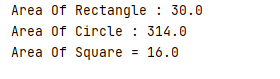 Area Of Rectangle : 30.0
Area Of Circle : 314.0
Area Of Square = 16.0